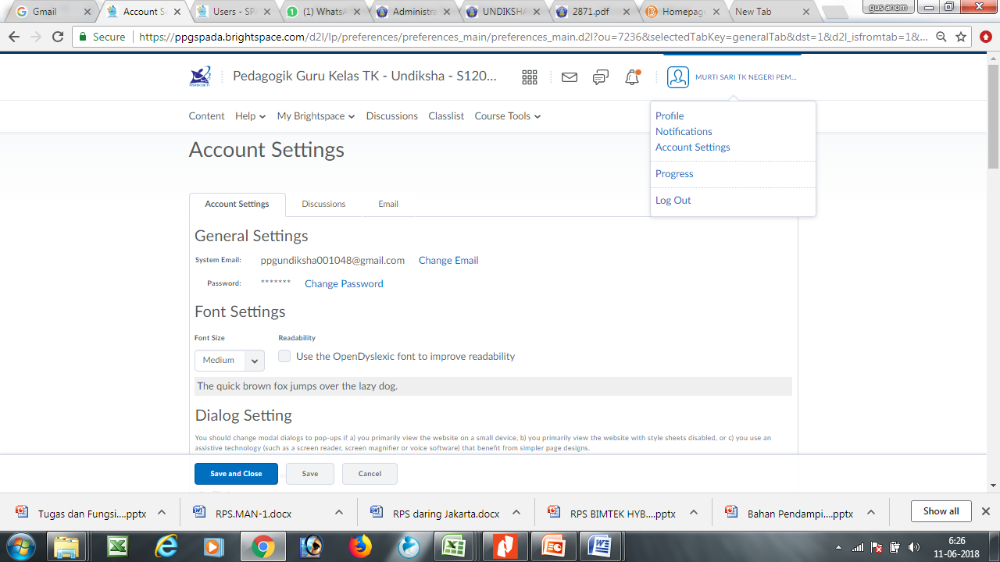 Gmail
Account Se
Users - SPA
(1) WhatsA
Administra
UNDIKSHA
2871.pdf
Homepage
New Tab
gus anom
Secure
https://ppgspada.brightspace.com/d2l/lp/preferences/preferences_main/preferences_main.d2l?ou=7236&selectedTabKey=generalTab&dst=1&d2l_isfromtab=1&...
Pedagogik Guru Kelas TK - Undiksha - S120...
MURTI SARI TK NEGERI PEM...
Content Help My Brightspace Discussions Classlist Course Tools
Profile
Notifications
Account Settings
Progress
Log Out
Account Settings
Account Settings Discussions Email
General Settings
System Email: ppgundiksha001048@gmail.com Change Email
Password: ******* Change Password
Font Settings
Font Size Readability
Medium Use the OpenDyslexic font to improve readability
The quick brown fox jumps over the lazy dog.
Dialog Setting
You should change modal dialogs to pop-ups if a) you primarily view the website on a small device, b) you primarily view the website with style sheets disabled, or c) you use an
assistive technology (such as a screen reader, screen magnifier or voice software) that benefit from simpler page designs.
Save and Close Save Cancel
Tugas dan Fungsi....pptx RPS.MAN-1.docx RPS daring Jakarta.docx RPS BIMTEK HYB....pptx Bahan Pendampi....pptx Show all
6:26
11-06-2018